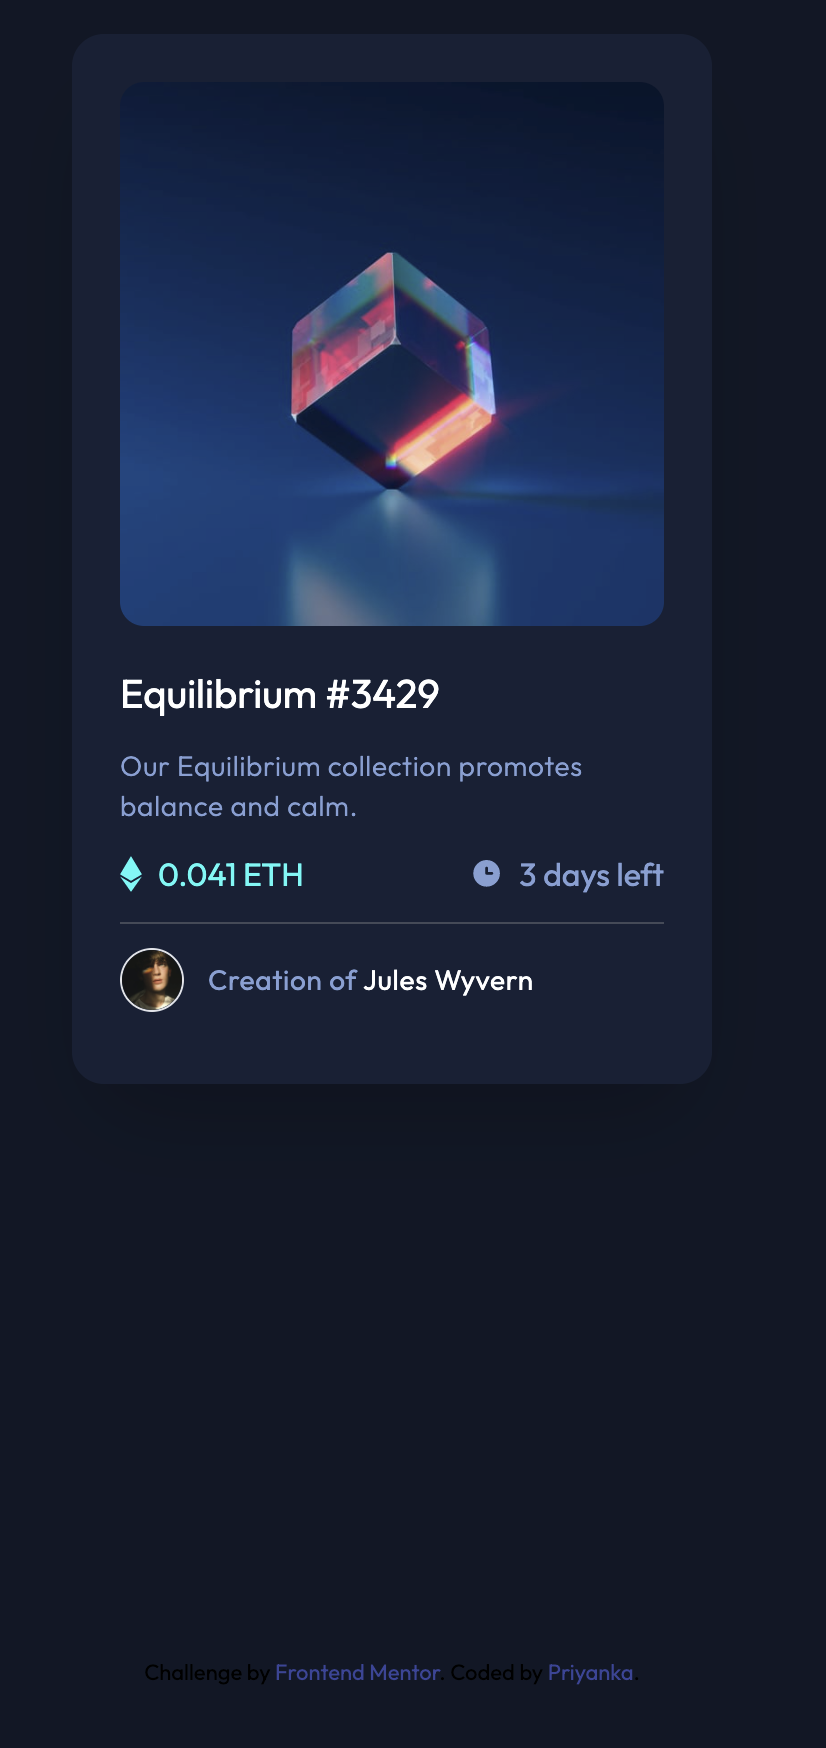 Equilibrium #3429
Our Equilibrium collection promotes
balance and calm.
0.041 ETH 3 days left
Creation of Jules Wyvern
Challenge by Frontend Mentor. Coded by Priyanka.